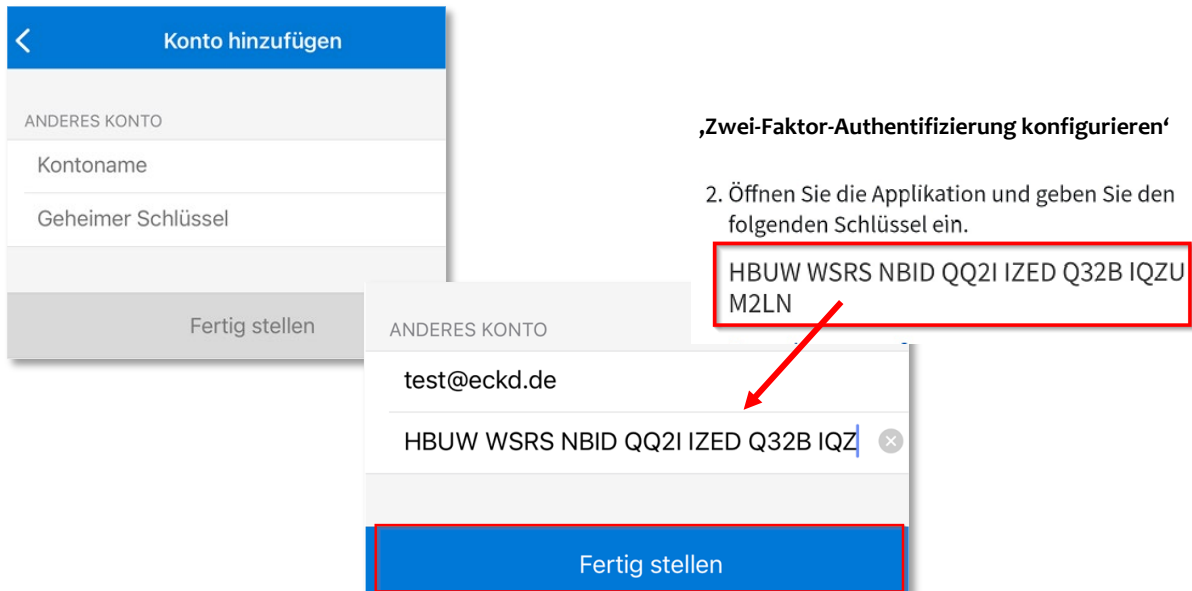 Konto hinzufügen
ANDERES KONTO
Kontoname
Geheimer Schlüssel
Fertig stellen
‚Zwei-Faktor-Authentifizierung konfigurieren‘
2. Öffnen Sie die Applikation und geben Sie den
folgenden Schlüssel ein.
HBUW WSRS NBID QQ2I IZED Q32B IQZU
M2LN
ANDERES KONTO
test@eckd.de
HBUW WSRS NBID QQ2I IZED Q32B IQZ
Fertig stellen